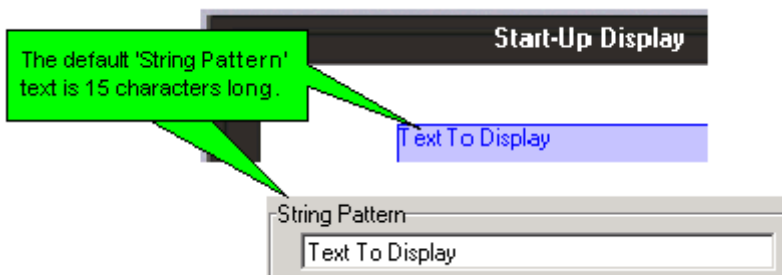 Start-Up Display
The default 'String Pattern'
text is 15 characters long.
Text To Display
String Pattern
Text To Display